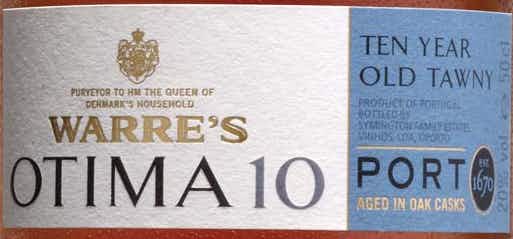 PURVEYOR TO HM THE QUEEN OF
DENMARK'S HOUSEHOLD
WARRE'S
OTIMA 10
TEN YEAR
OLD TAWNY
PRODUCT OF PORTUGAL
BOTTLED BY
SYMINGTON FAMILY ESTATES,
VINHOS, LDA, OPORTO
PORT
EST.
1670
AGED IN OAK CASKS
20% vol. e 50cl